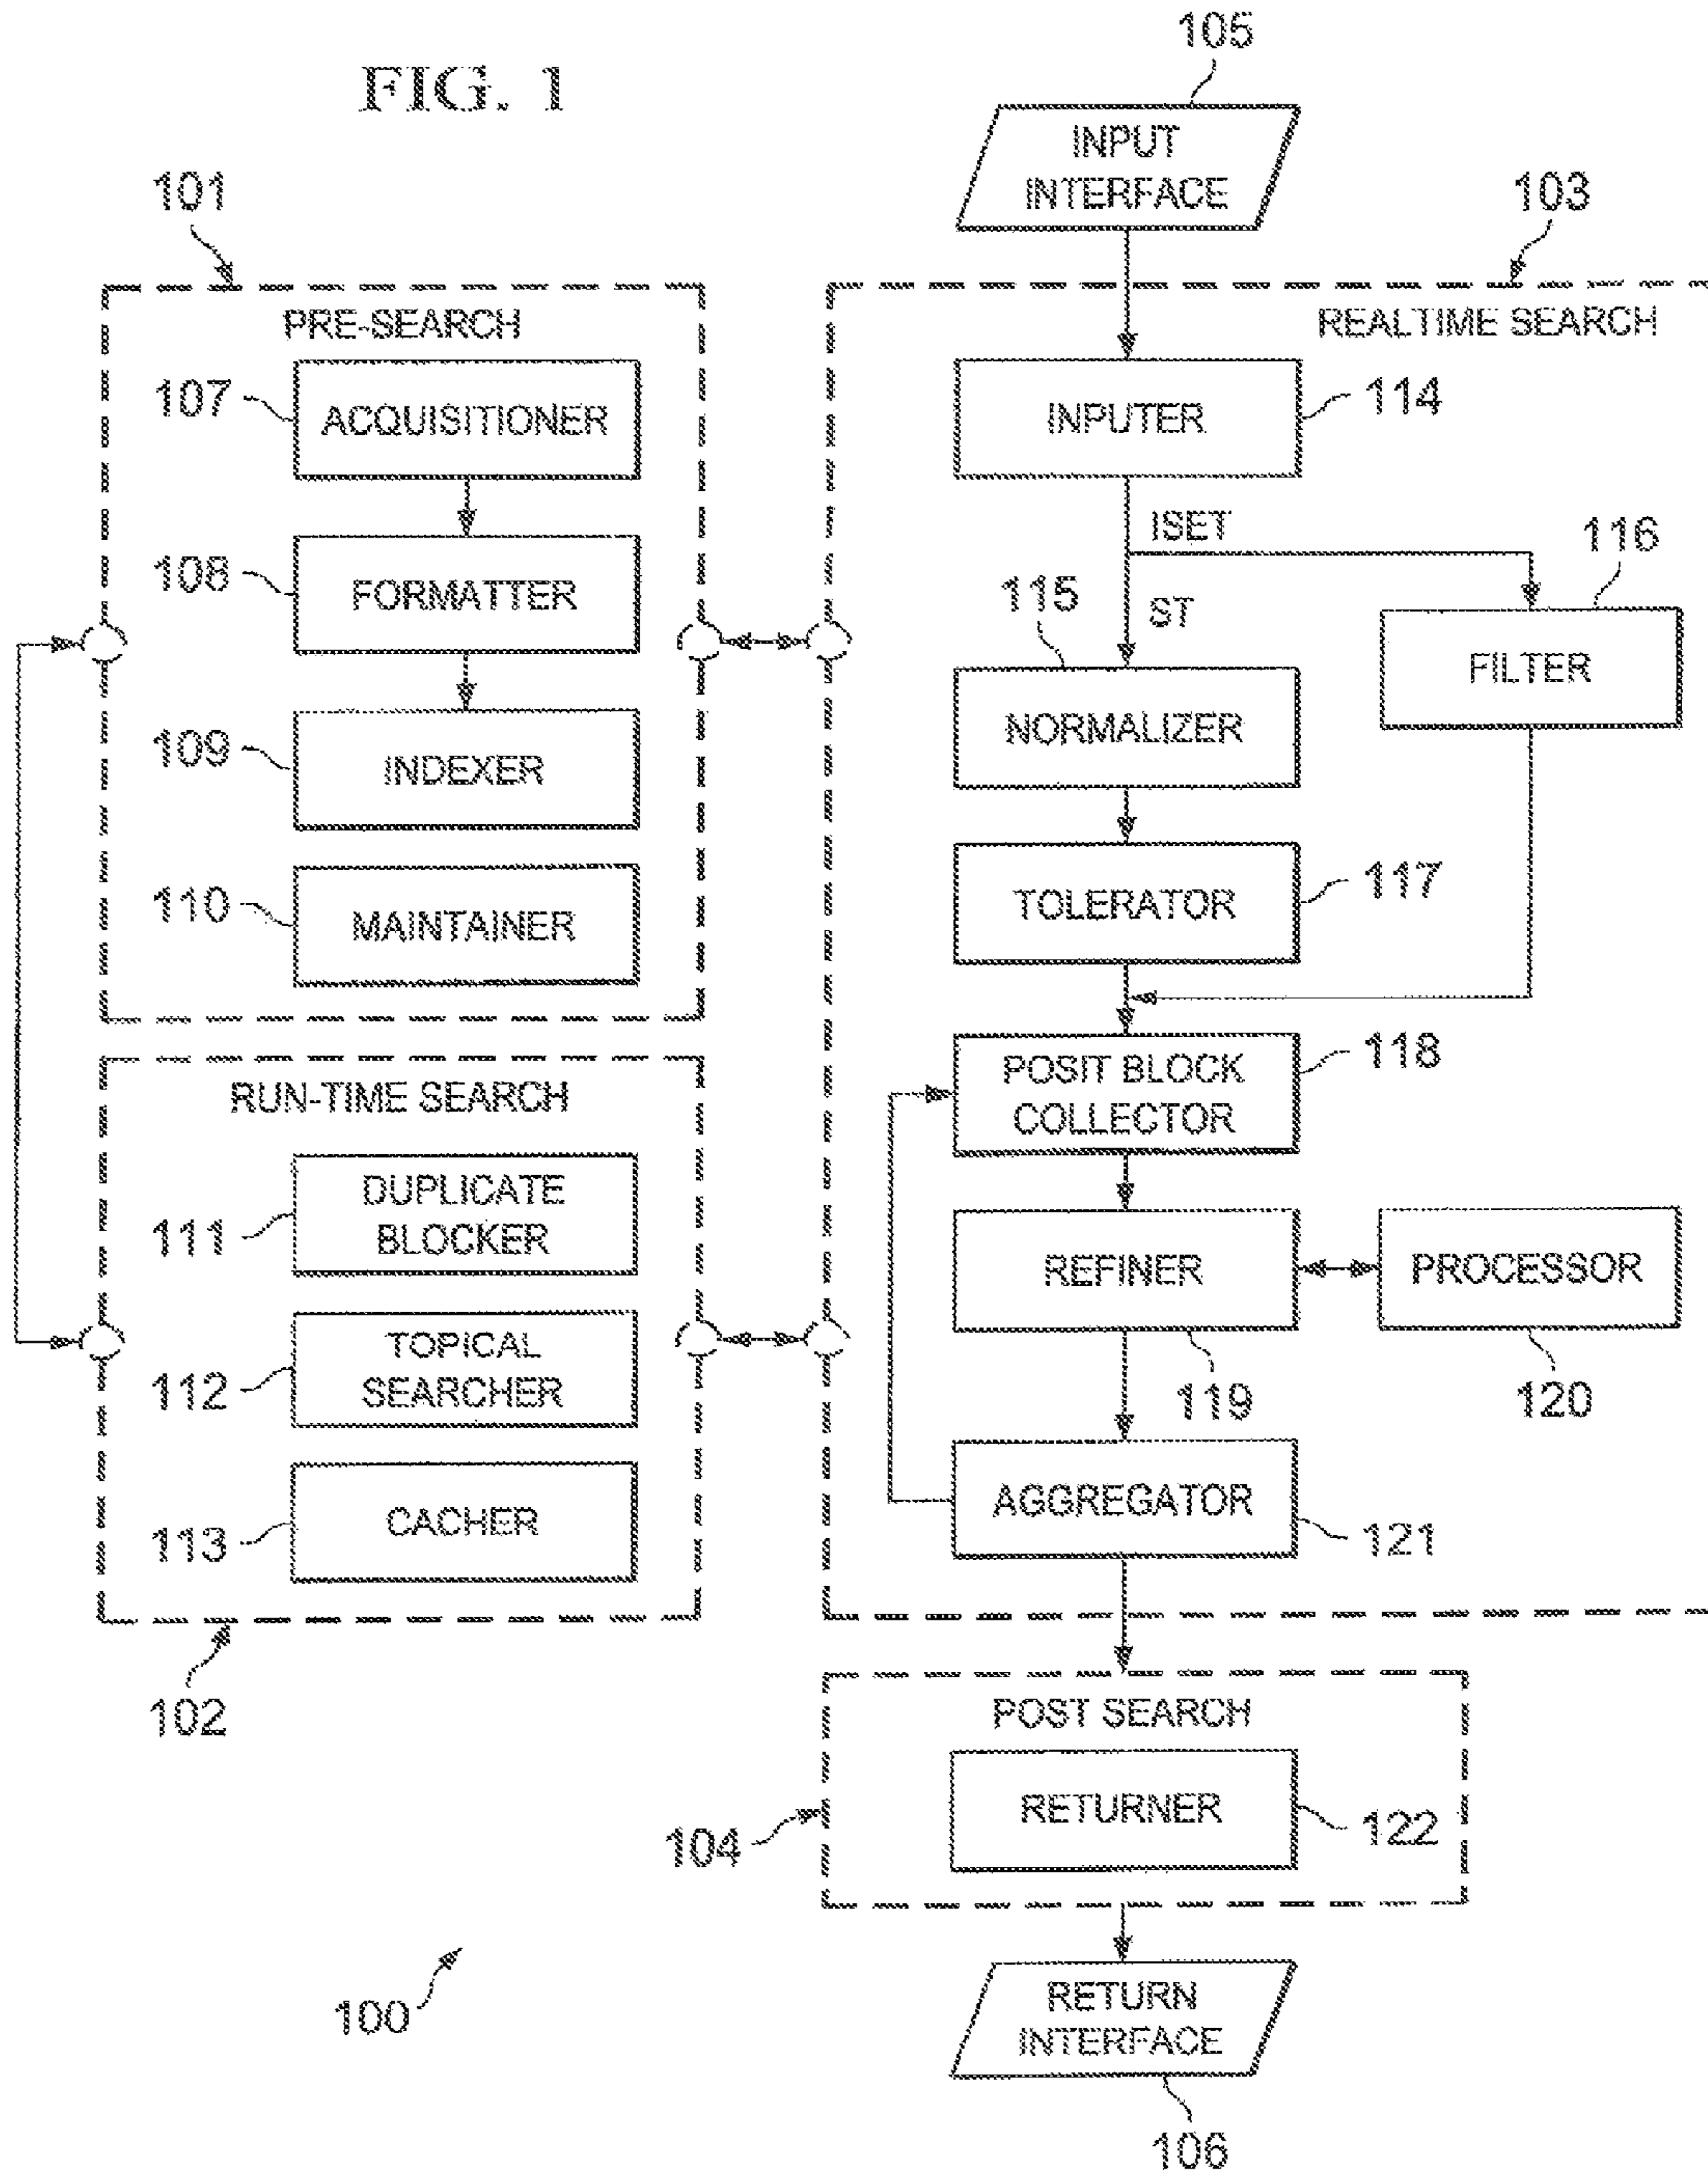 FIG. 1
105
INPUT
INTERFACE
101
103
PRE-SEARCH
107
ACQUISITIONER
108
FORMATTER
109
INDEXER
110
MAINTAINER
RUN-TIME SEARCH
111
DUPLICATE
BLOCKER
112
TOPICAL
SEARCHER
113
CACHER
102
REALTIME SEARCH
INPUTER
114
ISET
116
115
ST
FILTER
NORMALIZER
TOLERATOR
117
POSIT BLOCK
COLLECTOR
118
REFINER
PROCESSOR
119
120
AGGREGATOR
121
POST SEARCH
RETURNER
104
122
100
RETURN
INTERFACE
106